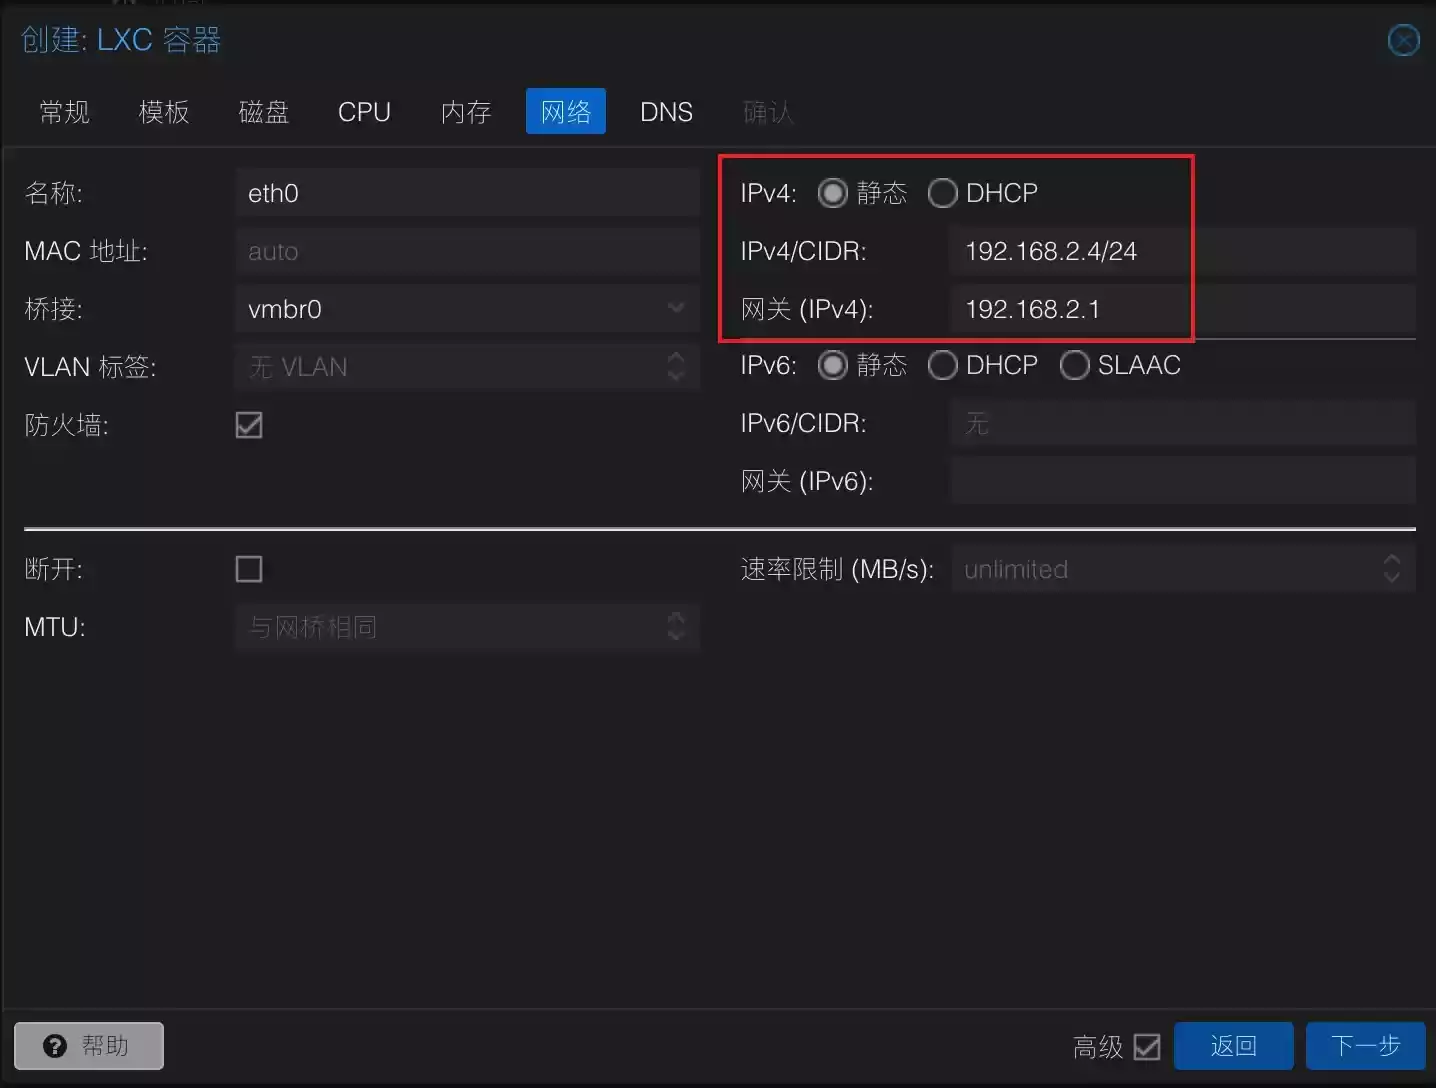 创建: LXC 容器
常规 模板 磁盘 CPU 内存 网络 DNS 确认
名称: eth0
MAC 地址: auto
桥接: vmbr0
VLAN 标签: 无 VLAN
防火墙:
IPv4: 静态 DHCP
IPv4/CIDR: 192.168.2.4/24
网关 (IPv4): 192.168.2.1
IPv6: 静态 DHCP SLAAC
IPv6/CIDR: 无
网关 (IPv6):
断开:
MTU: 与网桥相同
速率限制 (MB/s): unlimited
帮助 高级 返回 下一步